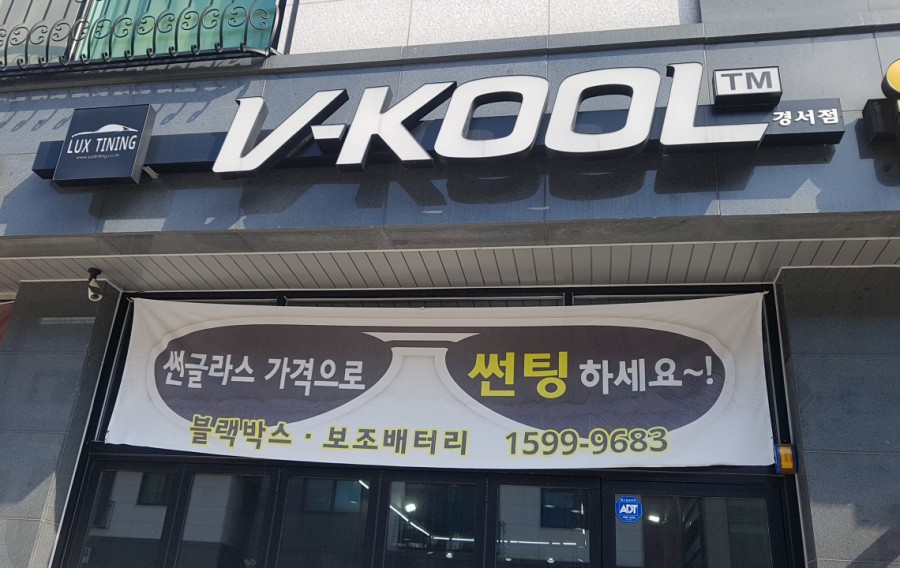 V-KOOL TM
경서점
LUX TINING
썬글라스 가격으로
썬팅 하세요~!
블랙박스 · 보조배터리 1599-9683
ADT